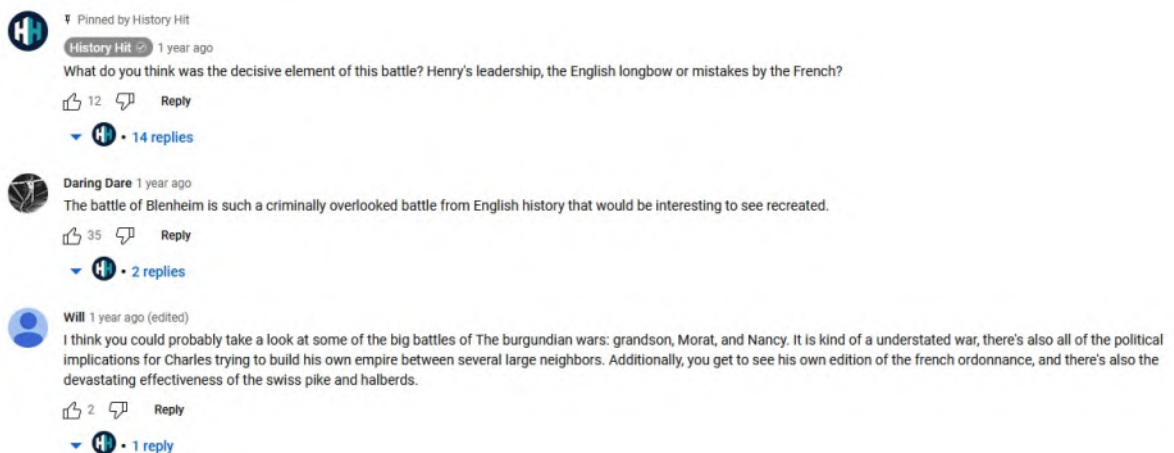 Pinned by History Hit
History Hit 1 year ago
What do you think was the decisive element of this battle? Henry's leadership, the English longbow or mistakes by the French?
12 Reply
14 replies
Daring Dare 1 year ago
The battle of Blenheim is such a criminally overlooked battle from English history that would be interesting to see recreated.
35 Reply
2 replies
Will 1 year ago (edited)
I think you could probably take a look at some of the big battles of The burgundian wars: grandson, Morat, and Nancy. It is kind of a understated war, there's also all of the political
implications for Charles trying to build his own empire between several large neighbors. Additionally, you get to see his own edition of the french ordonnance, and there's also the
devastating effectiveness of the swiss pike and halberds.
2 Reply
1 reply